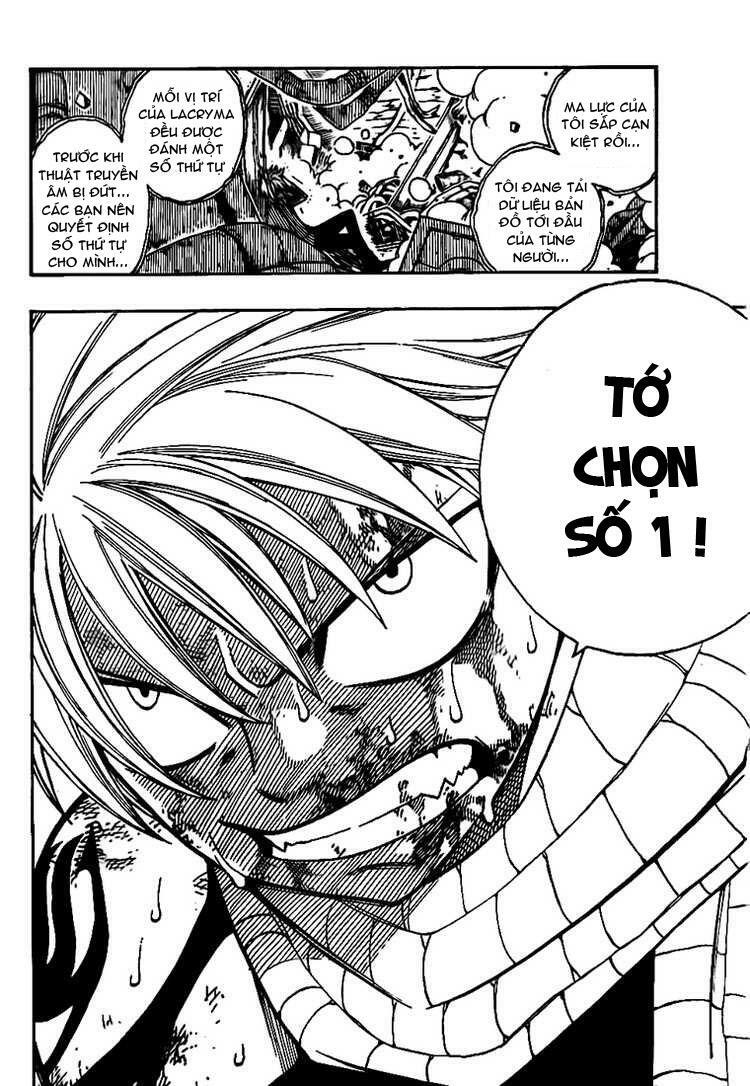 MA LỰC CỦA
TÔI SẮP CẠN
KIỆT RỒI...
TÔI ĐANG TẢI
DỮ LIỆU BẢN
ĐỒ TỚI ĐẦU
CỦA TỪNG
NGƯỜI...
MỖI VỊ TRÍ
CỦA LACRYMA
ĐỀU ĐƯỢC
ĐÁNH MỘT
SỐ THỨ TỰ
TRƯỚC KHI
THUẬT TRUYỀN
ÂM BỊ ĐỨT...
CÁC BẠN NÊN
QUYẾT ĐỊNH
SỐ THỨ TỰ
CHO MÌNH...
TỚ
CHỌN
SỐ 1 !